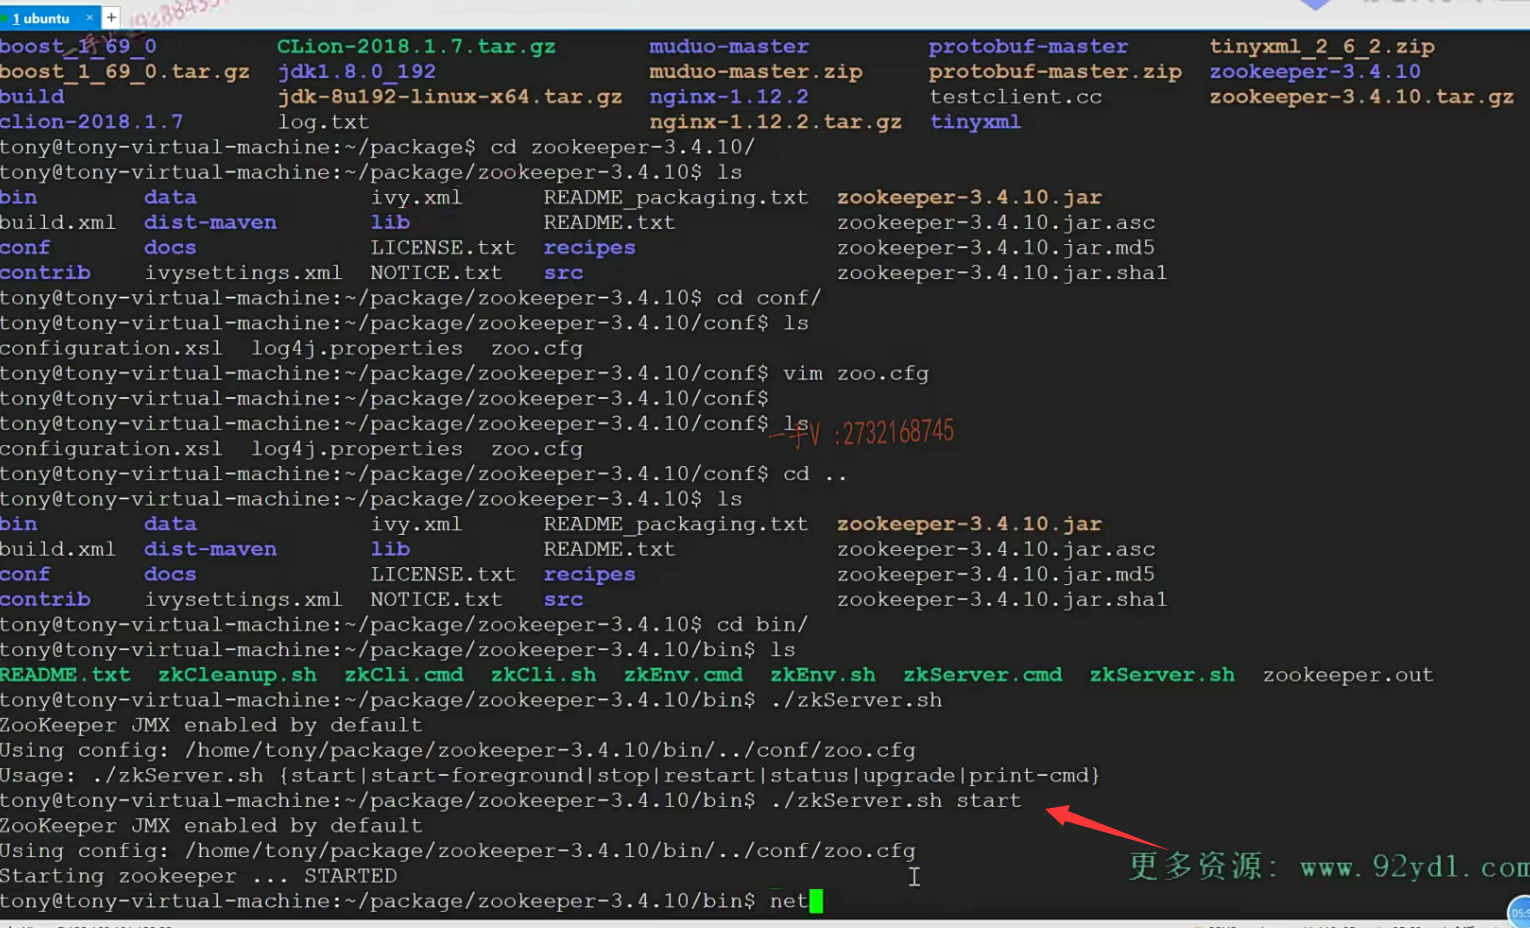 1 ubuntu × +
boost_1_69_0 CLion-2018.1.7.tar.gz muduo-master protobuf-master tinyxml_2_6_2.zip
boost_1_69_0.tar.gz jdk1.8.0_192 muduo-master.zip protobuf-master.zip zookeeper-3.4.10
build jdk-8u192-linux-x64.tar.gz nginx-1.12.2 testclient.cc zookeeper-3.4.10.tar.gz
clion-2018.1.7 log.txt nginx-1.12.2.tar.gz tinyxml
tony@tony-virtual-machine:~/package$ cd zookeeper-3.4.10/
tony@tony-virtual-machine:~/package/zookeeper-3.4.10$ ls
bin data ivy.xml README_packaging.txt zookeeper-3.4.10.jar
build.xml dist-maven lib README.txt zookeeper-3.4.10.jar.asc
conf docs LICENSE.txt recipes zookeeper-3.4.10.jar.md5
contrib ivysettings.xml NOTICE.txt src zookeeper-3.4.10.jar.sha1
tony@tony-virtual-machine:~/package/zookeeper-3.4.10$ cd conf/
tony@tony-virtual-machine:~/package/zookeeper-3.4.10/conf$ ls
configuration.xsl log4j.properties zoo.cfg
tony@tony-virtual-machine:~/package/zookeeper-3.4.10/conf$ vim zoo.cfg
tony@tony-virtual-machine:~/package/zookeeper-3.4.10/conf$
tony@tony-virtual-machine:~/package/zookeeper-3.4.10/conf$ ls
一手V :2732168745
configuration.xsl log4j.properties zoo.cfg
tony@tony-virtual-machine:~/package/zookeeper-3.4.10/conf$ cd ..
tony@tony-virtual-machine:~/package/zookeeper-3.4.10$ ls
bin data ivy.xml README_packaging.txt zookeeper-3.4.10.jar
build.xml dist-maven lib README.txt zookeeper-3.4.10.jar.asc
conf docs LICENSE.txt recipes zookeeper-3.4.10.jar.md5
contrib ivysettings.xml NOTICE.txt src zookeeper-3.4.10.jar.sha1
tony@tony-virtual-machine:~/package/zookeeper-3.4.10$ cd bin/
tony@tony-virtual-machine:~/package/zookeeper-3.4.10/bin$ ls
README.txt zkCleanup.sh zkCli.cmd zkCli.sh zkEnv.cmd zkEnv.sh zkServer.cmd zkServer.sh zookeeper.out
tony@tony-virtual-machine:~/package/zookeeper-3.4.10/bin$ ./zkServer.sh
ZooKeeper JMX enabled by default
Using config: /home/tony/package/zookeeper-3.4.10/bin/../conf/zoo.cfg
Usage: ./zkServer.sh {start|start-foreground|stop|restart|status|upgrade|print-cmd}
tony@tony-virtual-machine:~/package/zookeeper-3.4.10/bin$ ./zkServer.sh start
ZooKeeper JMX enabled by default
Using config: /home/tony/package/zookeeper-3.4.10/bin/../conf/zoo.cfg
Starting zookeeper ... STARTED
更多资源: www.92ydl.com
tony@tony-virtual-machine:~/package/zookeeper-3.4.10/bin$ net